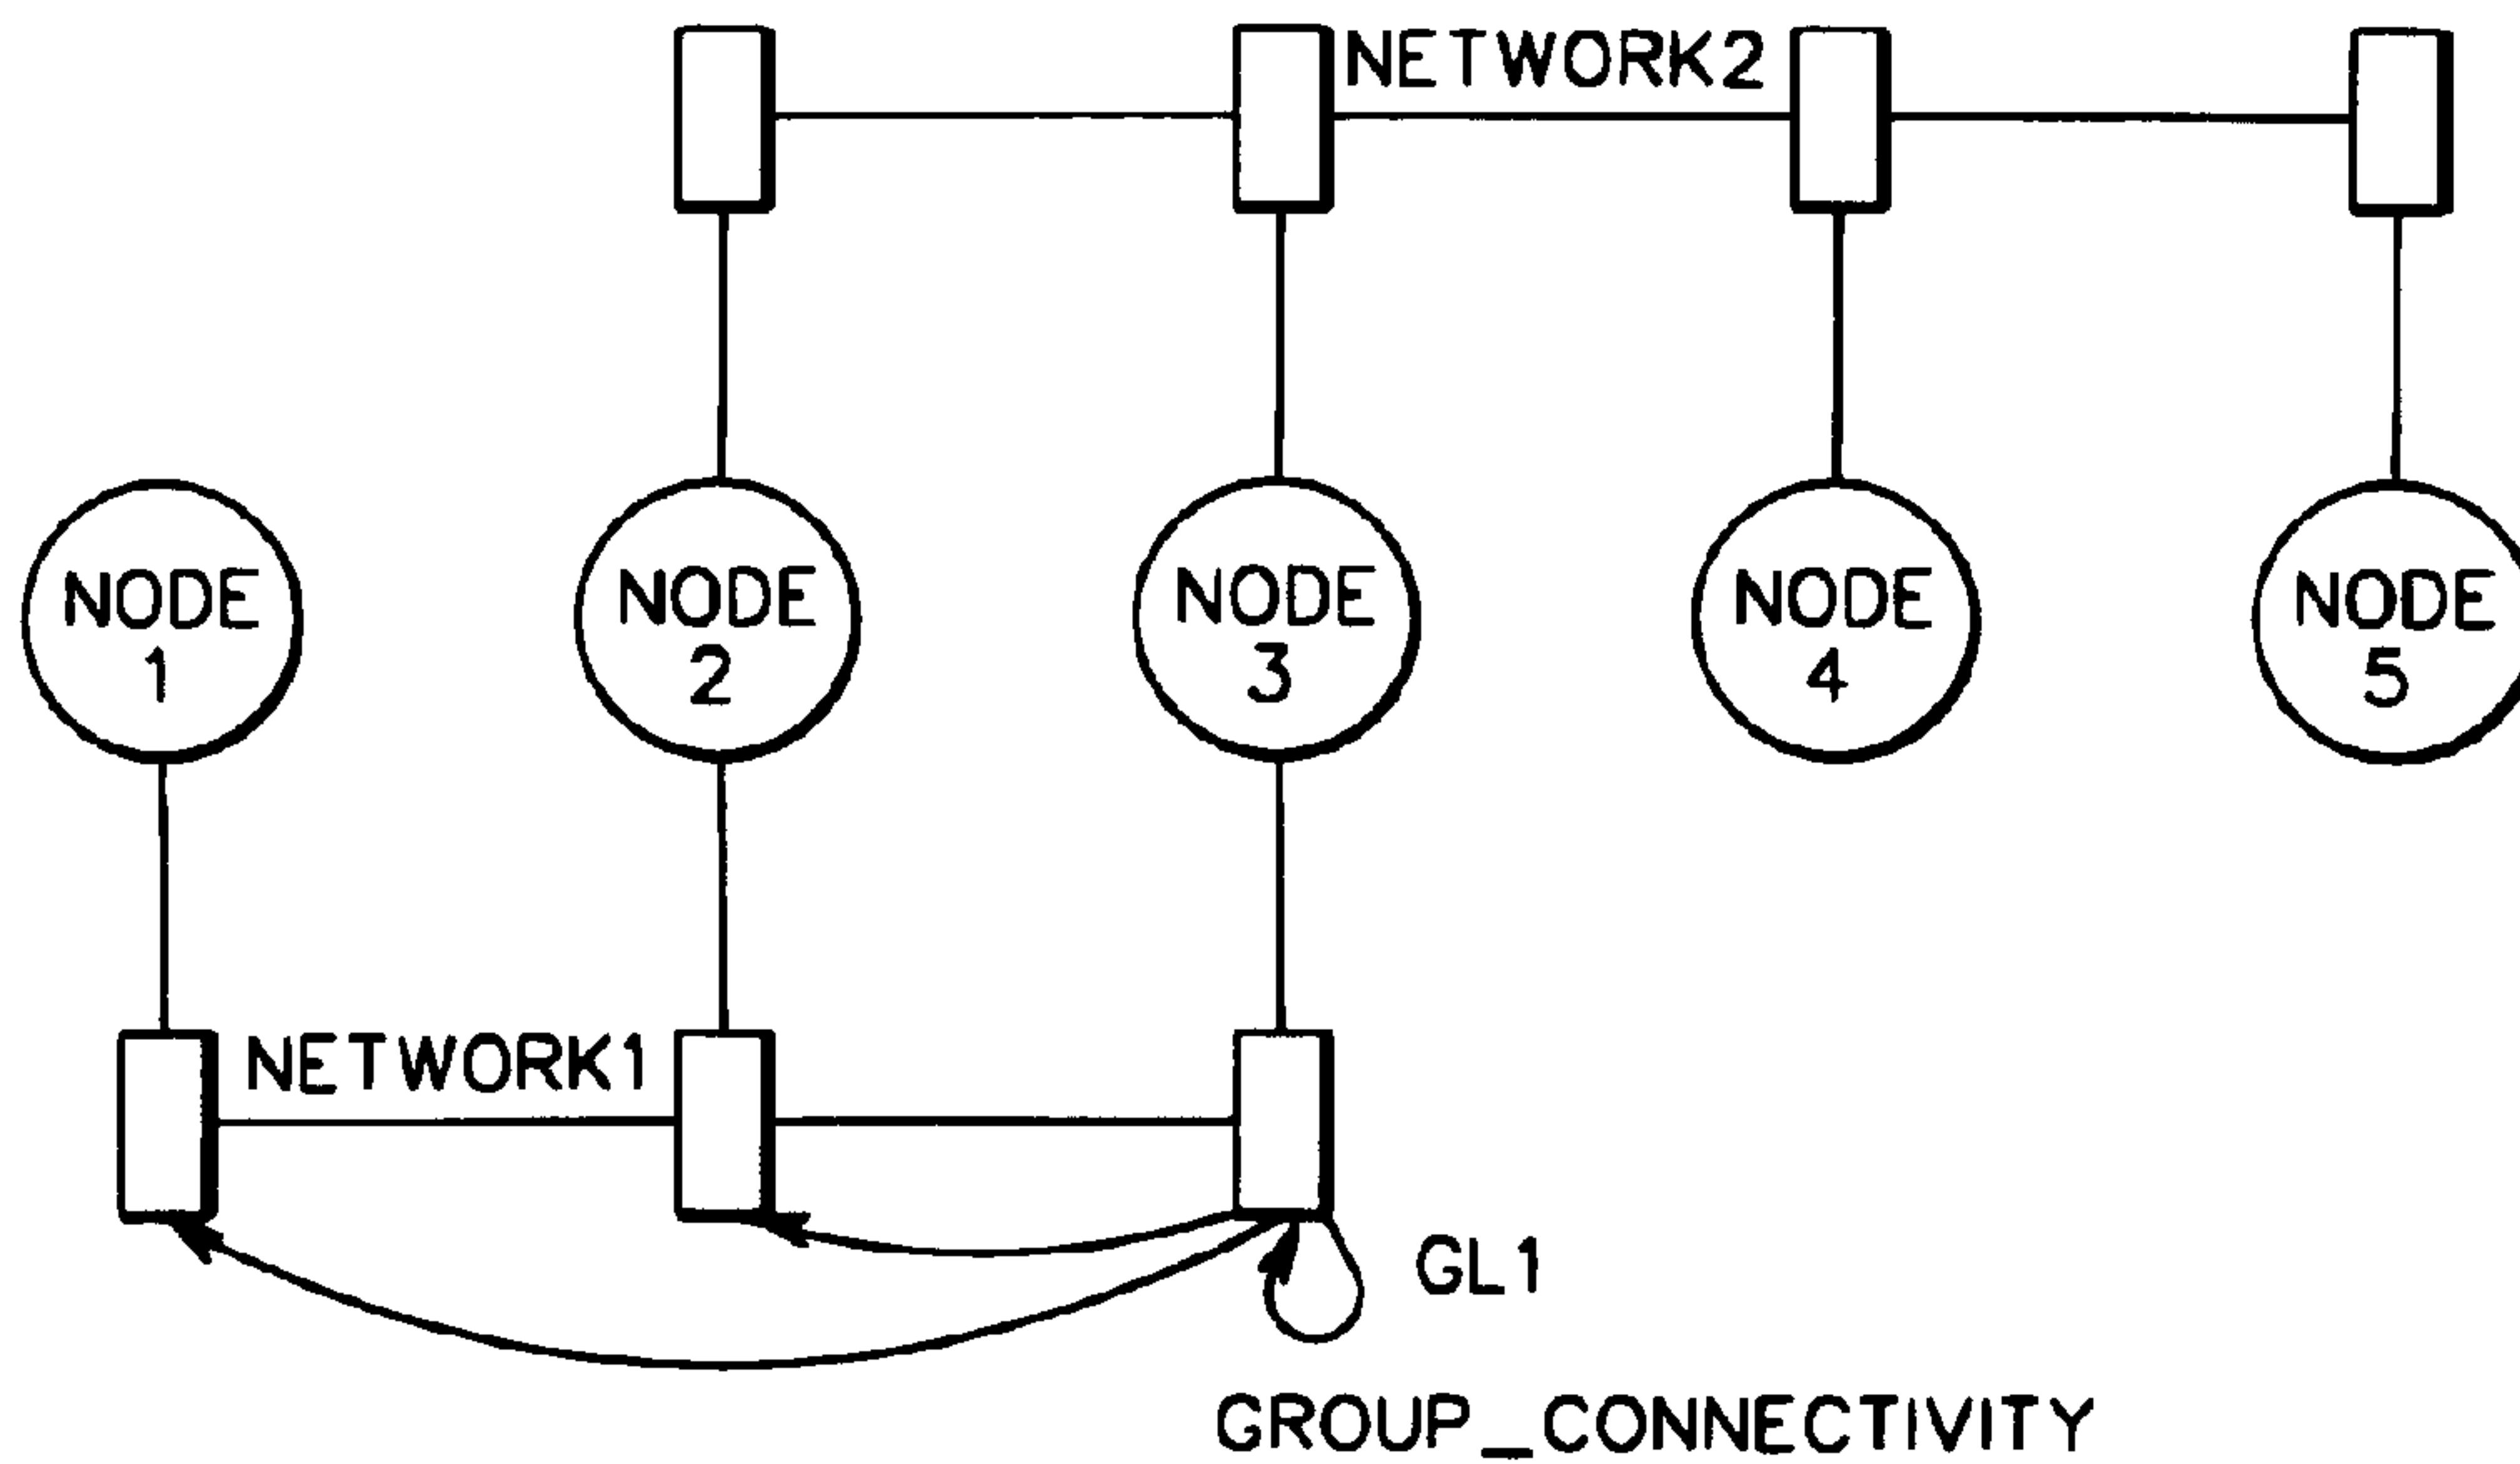 NETWORK2
NODE
1
NODE
2
NODE
3
NODE
4
NODE
5
NETWORK1
GL1
GROUP_CONNECTIVITY